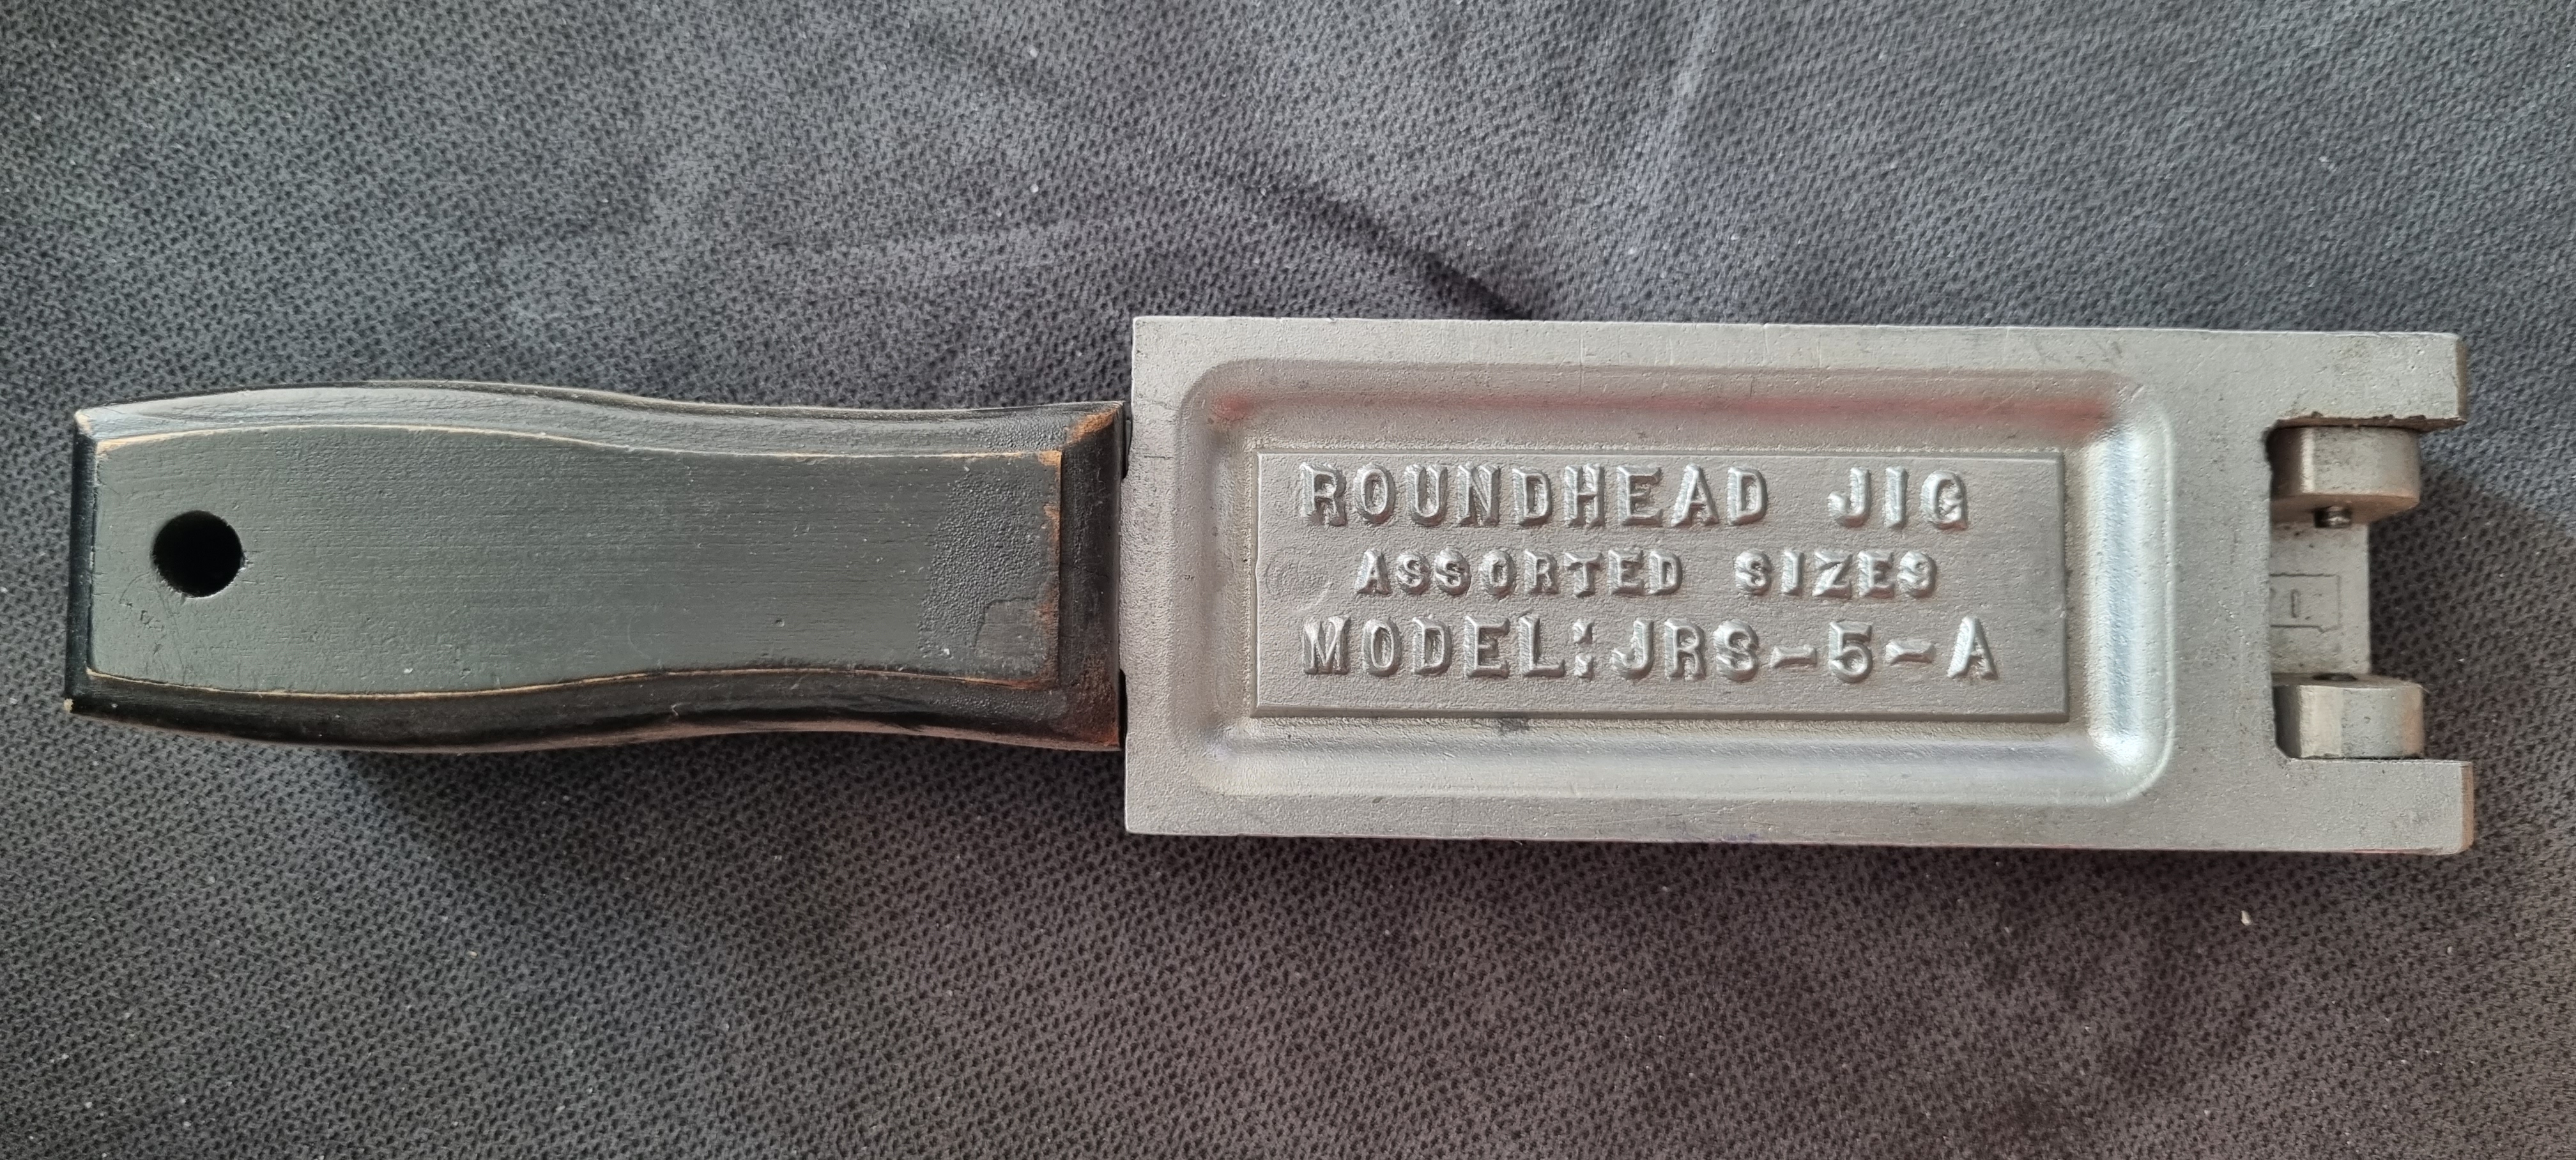 ROUNDHEAD JIG
ASSORTED SIZES
MODEL:JRS-5-A